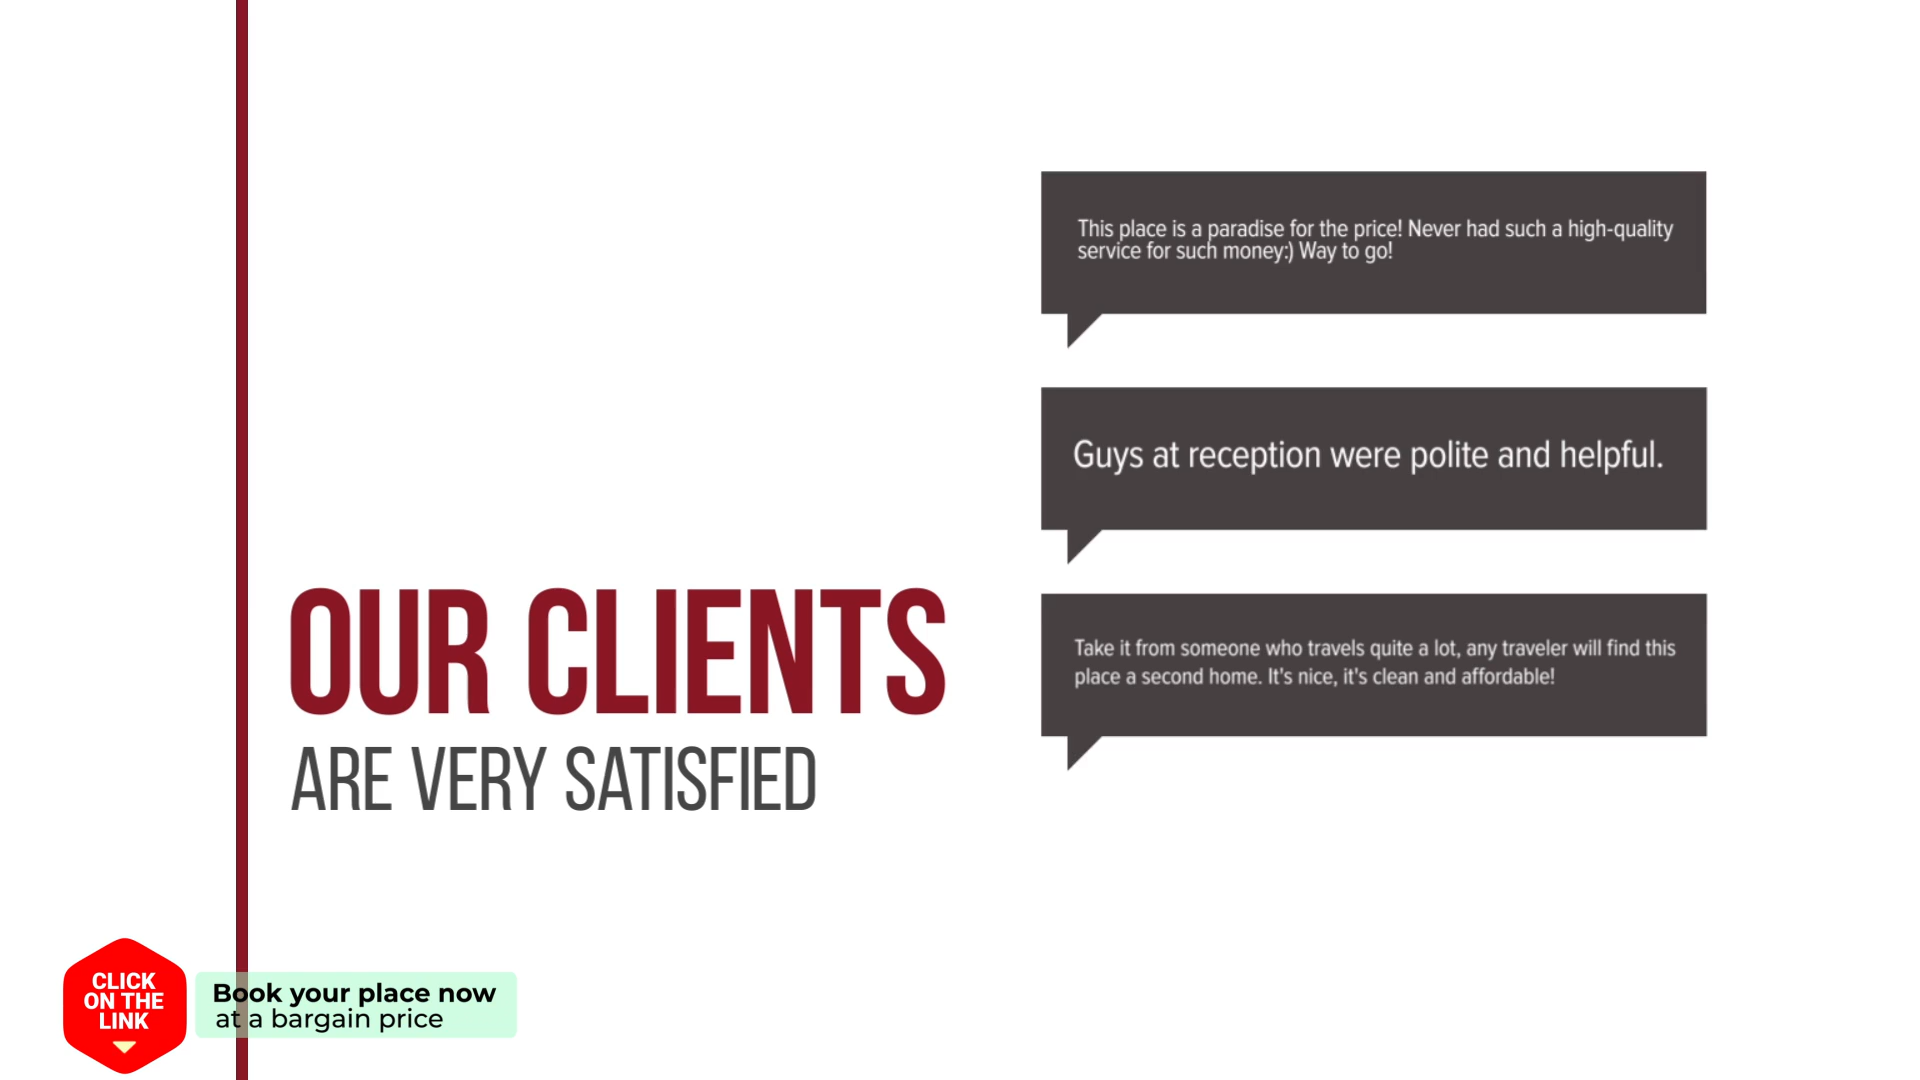 This place is a paradise for the price! Never had such a high-quality
service for such money:) Way to go!
Guys at reception were polite and helpful.
Take it from someone who travels quite a lot, any traveler will find this
place a second home. It's nice, it's clean and affordable!
OUR CLIENTS
ARE VERY SATISFIED
CLICK
ON THE
LINK
Book your place now
at a bargain price